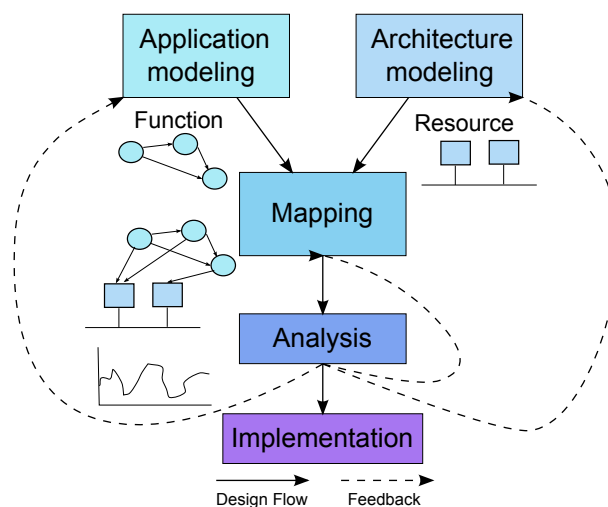 Application
modeling
Architecture
modeling
Function
Resource
Mapping
Analysis
Implementation
Design Flow
Feedback